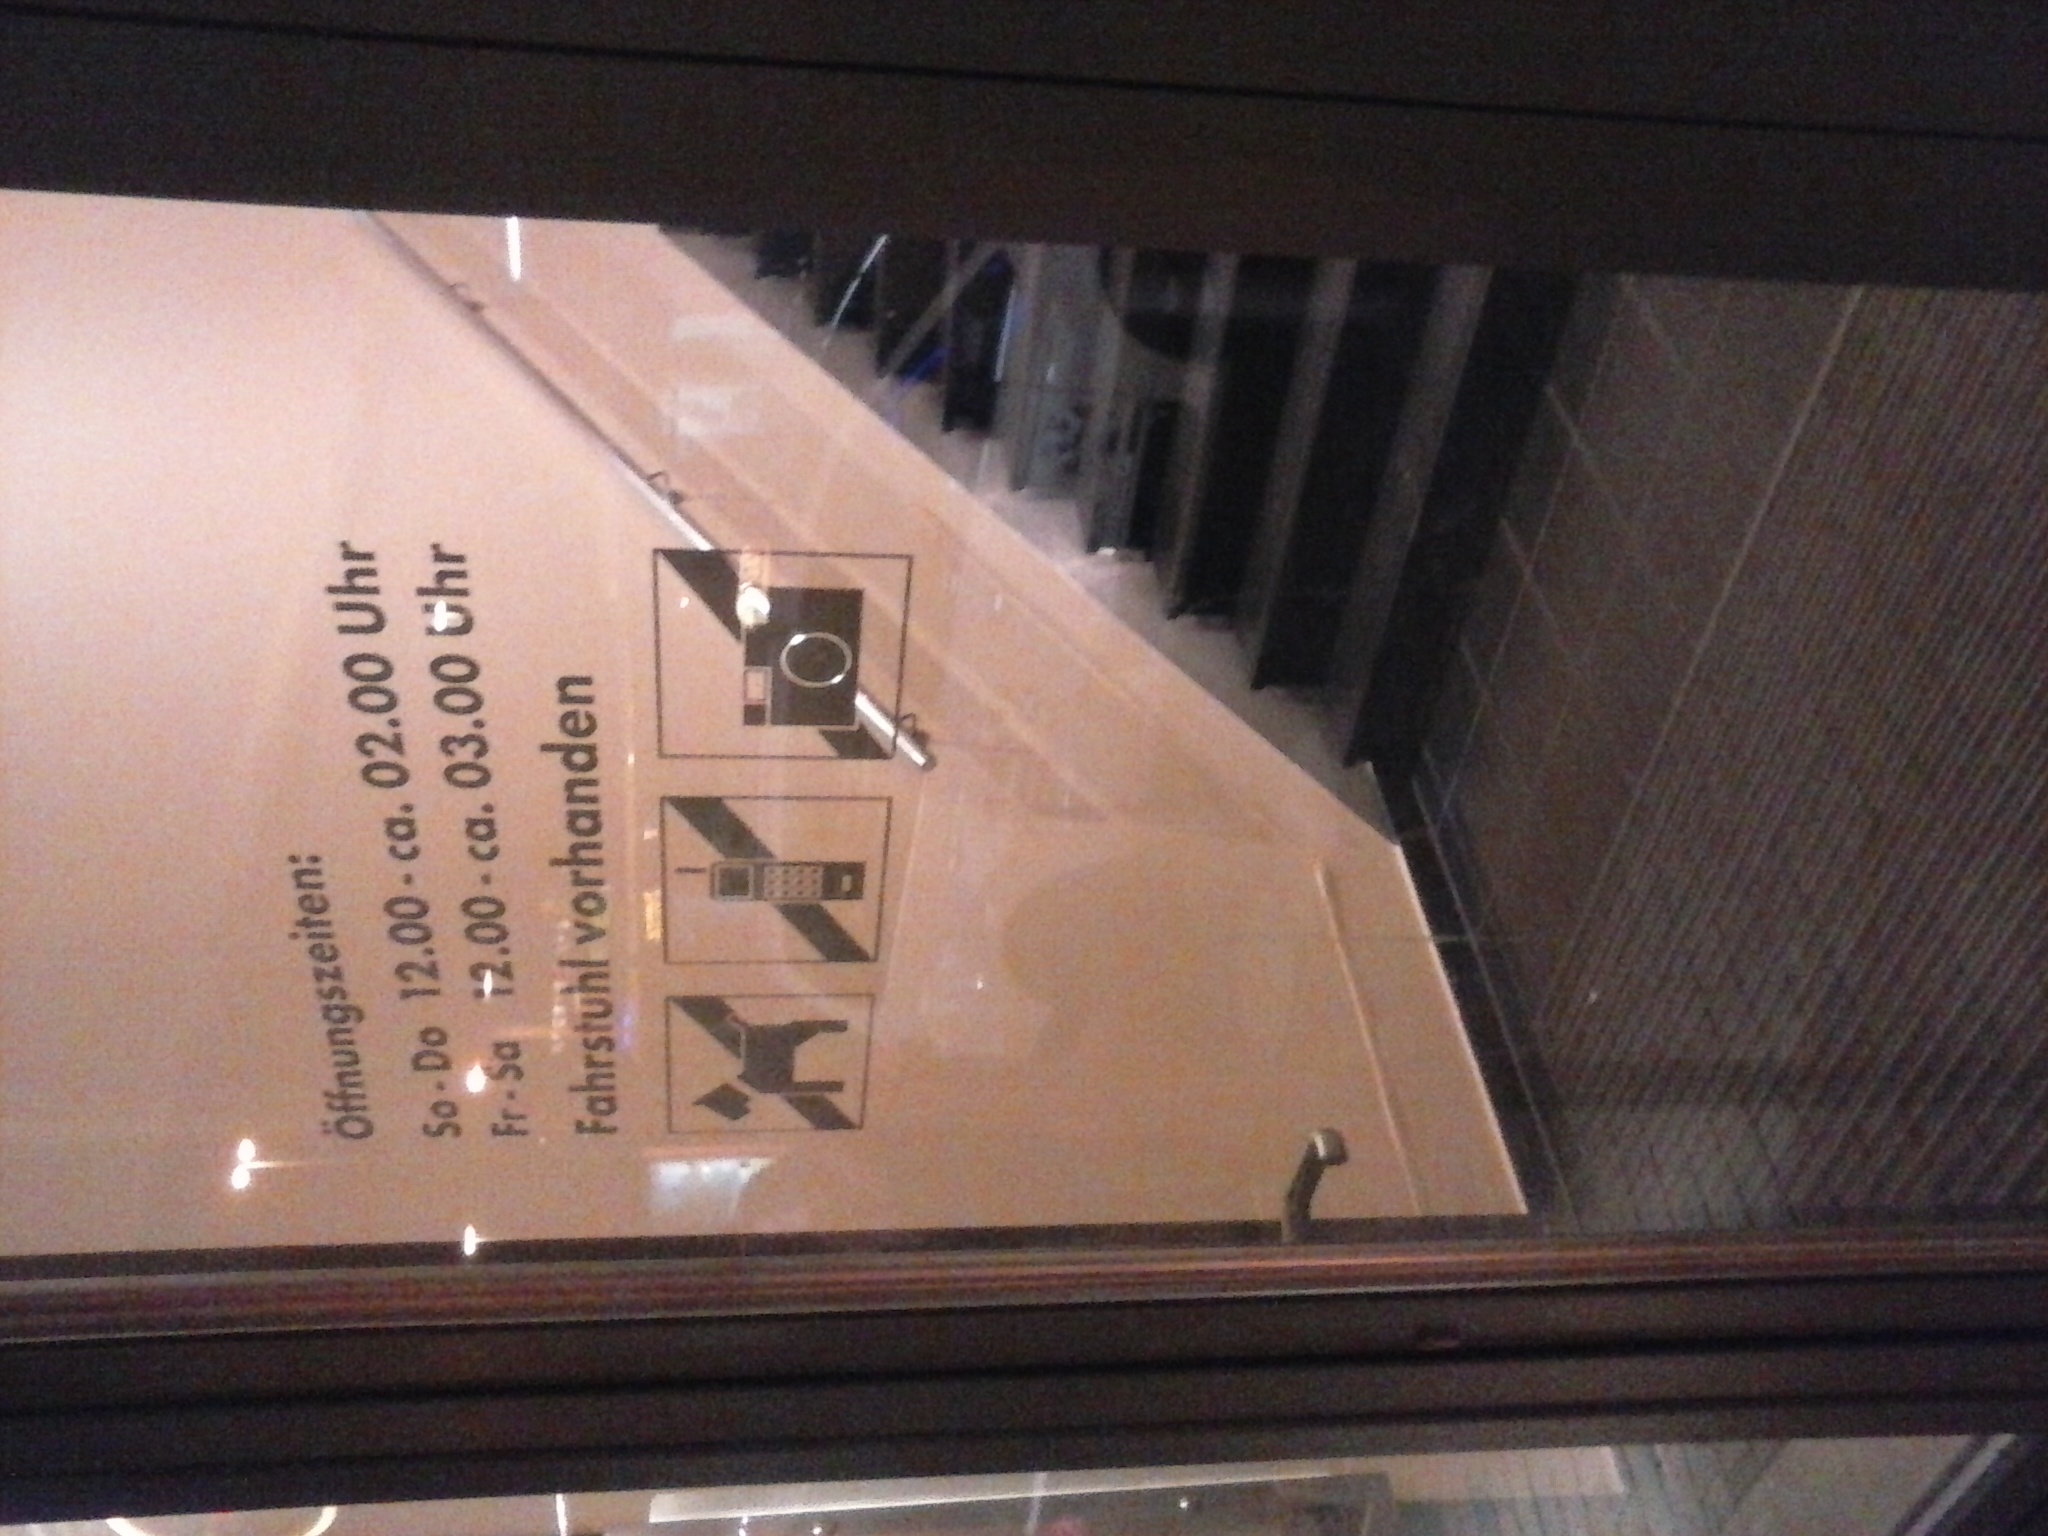 Öffnungszeiten:
So - Do 12.00 - ca. 02.00 Uhr
Fr - Sa 12.00 - ca. 03.00 Uhr
Fahrstuhl vorhanden